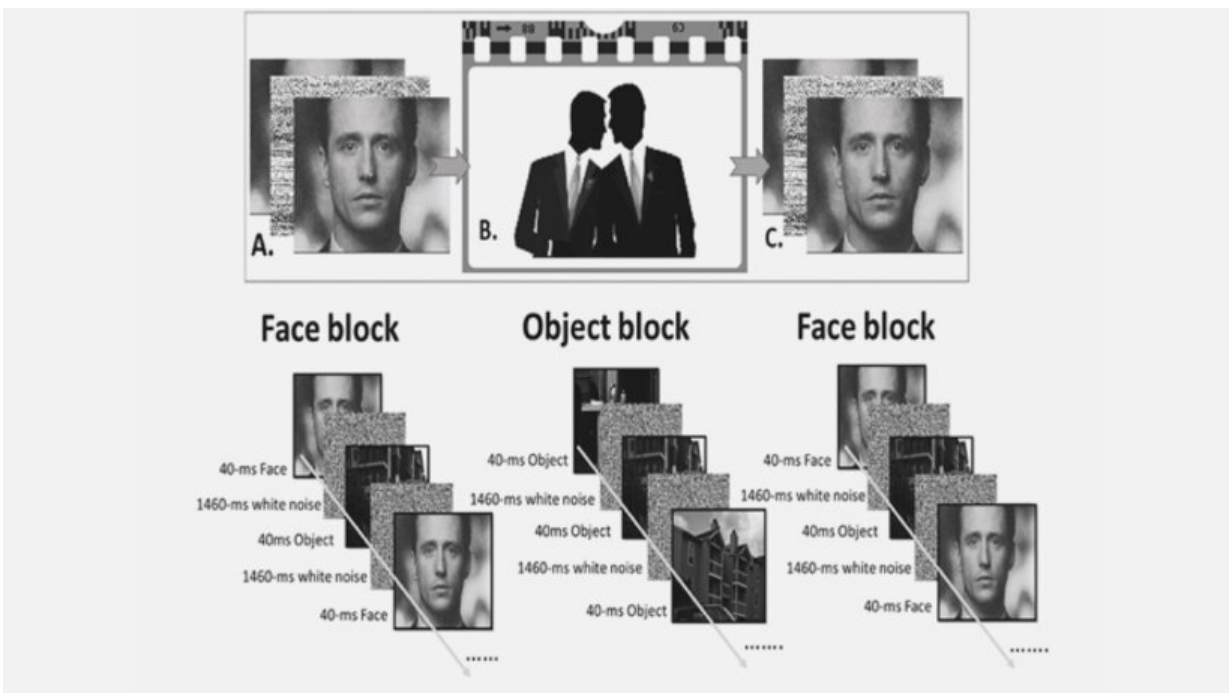 A.
B.
C.
Face block
Object block
Face block
40-ms Face
1460-ms white noise
40ms Object
1460-ms white noise
40-ms Face
.......
40-ms Object
1460-ms white noise
40ms Object
1460-ms white noise
40-ms Object
.......
40-ms Face
1460-ms white noise
40-ms Object
1460-ms white noise
40-ms Face
.......